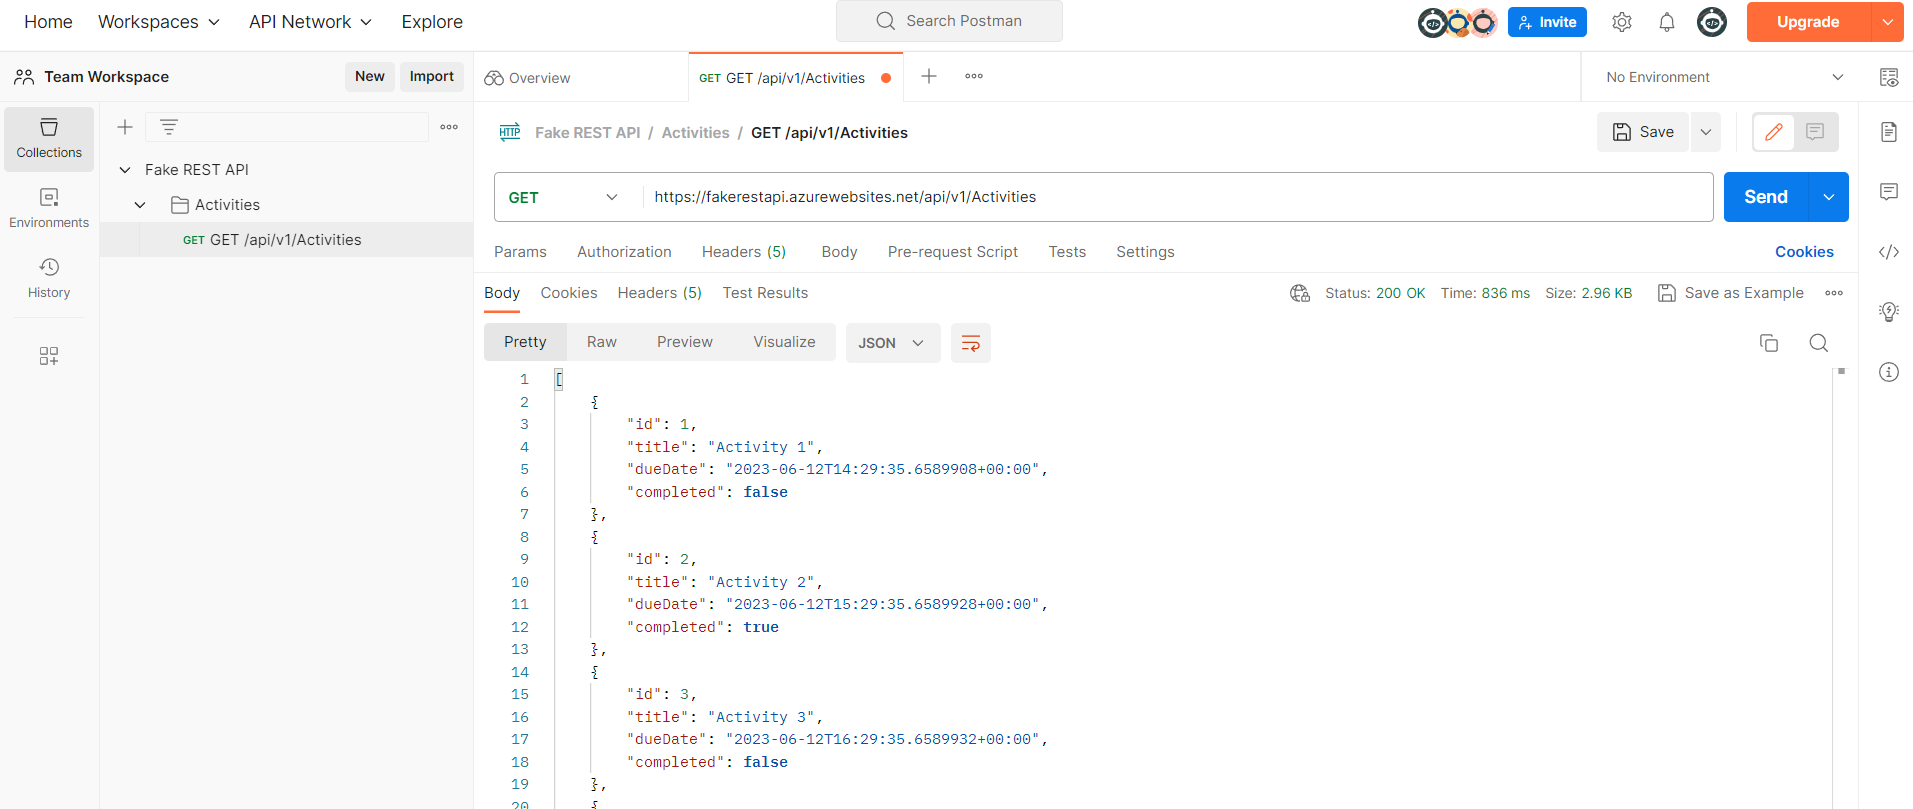 Home Workspaces API Network Explore Search Postman Invite Upgrade
Team Workspace New Import Overview GET GET /api/v1/Activities No Environment
Collections
Environments
History
Fake REST API
Activities
GET GET /api/v1/Activities
HTTP Fake REST API / Activities / GET /api/v1/Activities Save
GET https://fakerestapi.azurewebsites.net/api/v1/Activities Send
Params Authorization Headers (5) Body Pre-request Script Tests Settings Cookies
Body Cookies Headers (5) Test Results Status: 200 OK Time: 836 ms Size: 2.96 KB Save as Example
Pretty Raw Preview Visualize JSON
1 [
2 {
3 "id": 1,
4 "title": "Activity 1",
5 "dueDate": "2023-06-12T14:29:35.6589908+00:00",
6 "completed": false
7 },
8 {
9 "id": 2,
10 "title": "Activity 2",
11 "dueDate": "2023-06-12T15:29:35.6589928+00:00",
12 "completed": true
13 },
14 {
15 "id": 3,
16 "title": "Activity 3",
17 "dueDate": "2023-06-12T16:29:35.6589932+00:00",
18 "completed": false
19 },
20 {